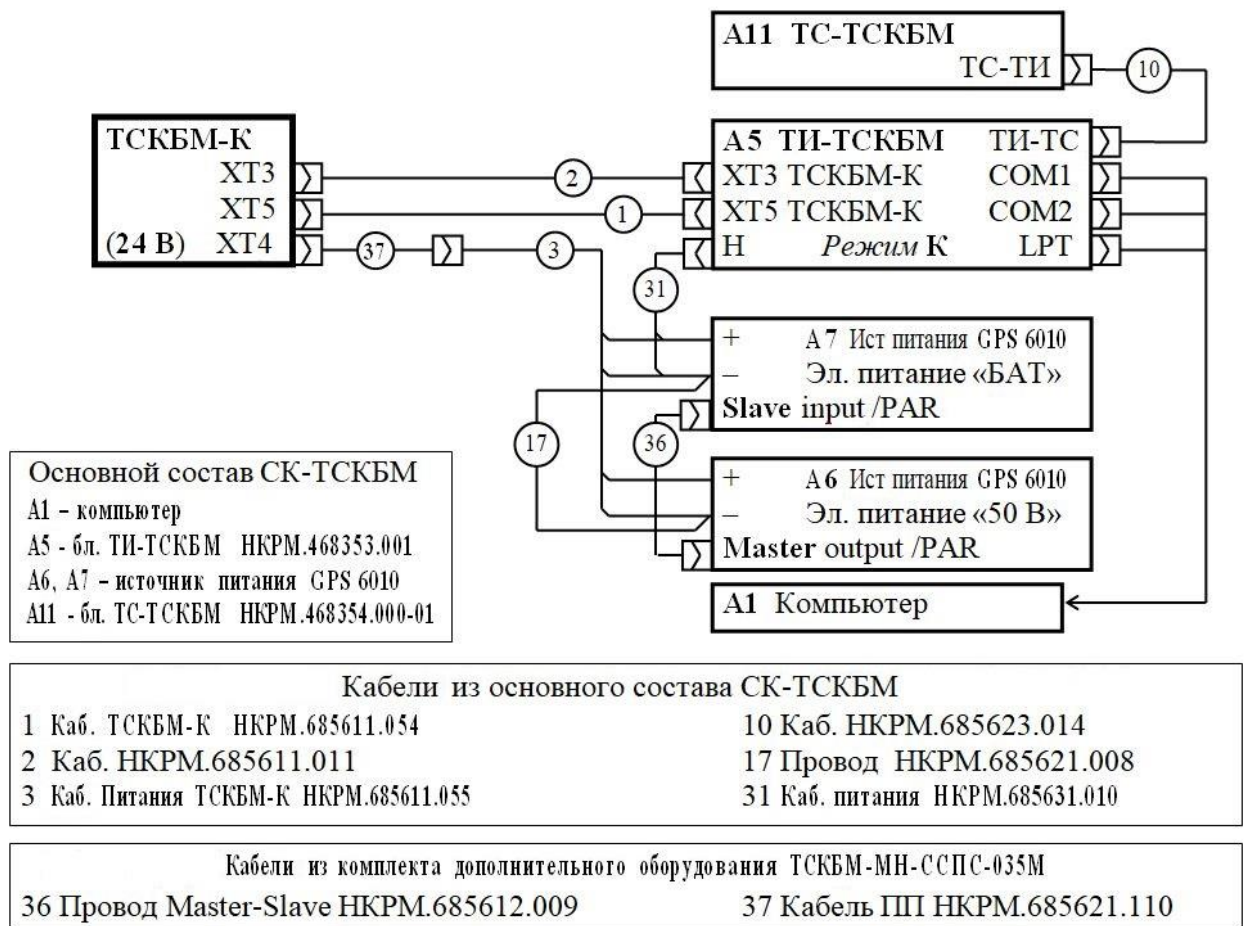 А11 ТС-ТСКБМ
ТС-ТИ
10
ТСКБМ-К
ХТ3
ХТ5
(24 В) ХТ4
2
1
37
3
А5 ТИ-ТСКБМ ТИ-ТС
ХТ3 ТСКБМ-К COM1
ХТ5 ТСКБМ-К COM2
Н Режим К LPT
31
+ А7 Ист питания GPS 6010
– Эл. питание «БАТ»
Slave input /PAR
17
36
+ А6 Ист питания GPS 6010
– Эл. питание «50 В»
Master output /PAR
А1 Компьютер
Основной состав СК-ТСКБМ
А1 – компьютер
А5 - бл. ТИ-ТСКБМ НКРМ.468353.001
А6, А7 – источник питания GPS 6010
А11 - бл. ТС-ТСКБМ НКРМ.468354.000-01
Кабели из основного состава СК-ТСКБМ
1 Каб. ТСКБМ-К НКРМ.685611.054
2 Каб. НКРМ.685611.011
3 Каб. Питания ТСКБМ-К НКРМ.685611.055
10 Каб. НКРМ.685623.014
17 Провод НКРМ.685621.008
31 Каб. питания НКРМ.685631.010
Кабели из комплекта дополнительного оборудования ТСКБМ-МН-ССПС-035М
36 Провод Master-Slave НКРМ.685612.009
37 Кабель ПП НКРМ.685621.110